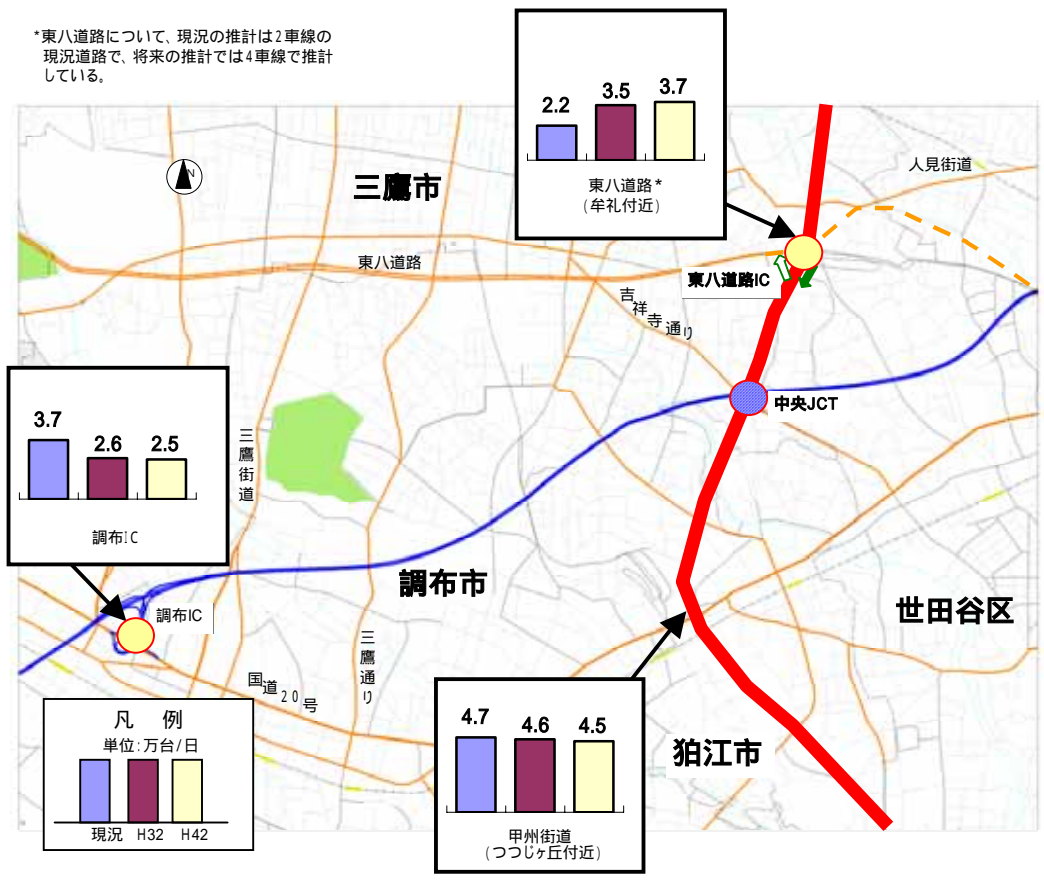 *東八道路について、現況の推計は2車線の
現況道路で、将来の推計では4車線で推計
している。
2.2
3.5
3.7
東八道路*
(牟礼付近)
人見街道
N
三鷹市
東八道路
東八道路IC
吉祥寺通り
中央JCT
3.7
2.6
2.5
調布IC
三鷹街道
調布市
調布IC
世田谷区
三鷹通り
国道20号
4.7
4.6
4.5
甲州街道
(つつじヶ丘付近)
狛江市
凡 例
単位:万台/日
現況 H32 H42